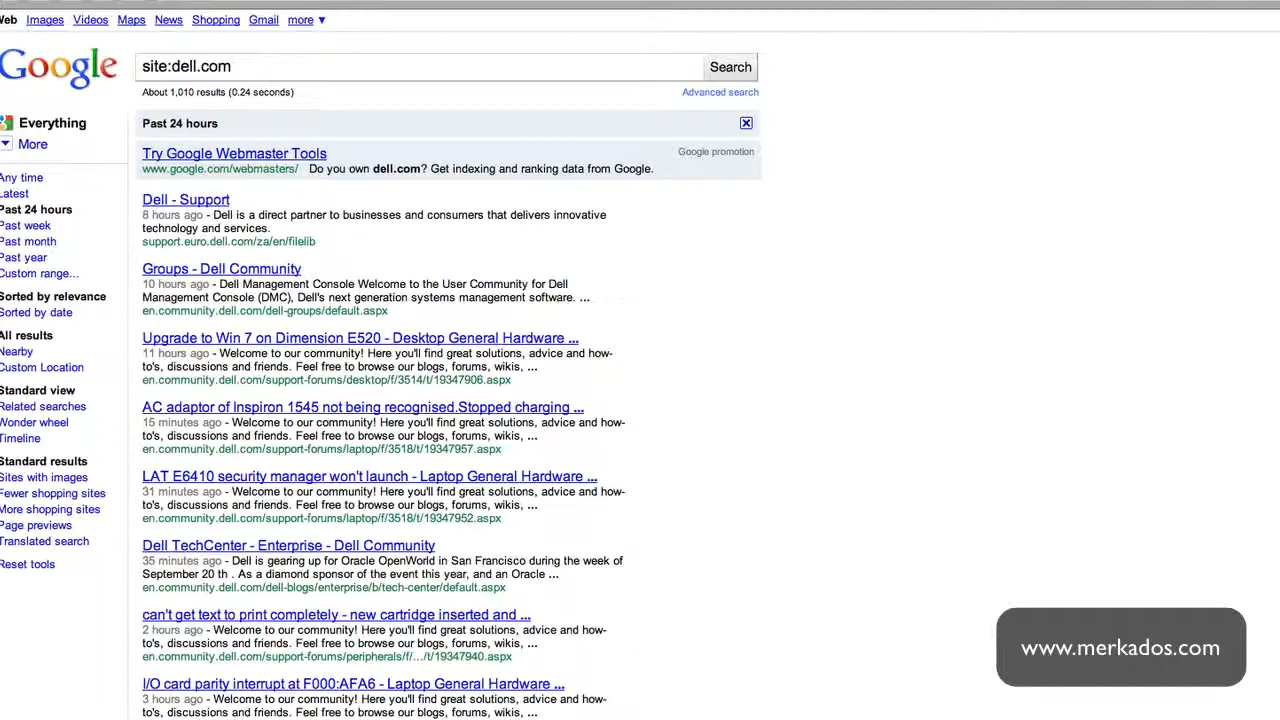 Web Images Videos Maps News Shopping Gmail more ▼
Google
site:dell.com
Search
About 1,010 results (0.24 seconds)
Advanced search
Everything
More
Any time
Latest
Past 24 hours
Past week
Past month
Past year
Custom range...
Sorted by relevance
Sorted by date
All results
Nearby
Custom Location
Standard view
Related searches
Wonder wheel
Timeline
Standard results
Sites with images
Fewer shopping sites
More shopping sites
Page previews
Translated search
Reset tools
Past 24 hours
Try Google Webmaster Tools
Google promotion
www.google.com/webmasters/ Do you own dell.com? Get indexing and ranking data from Google.
Dell - Support
8 hours ago - Dell is a direct partner to businesses and consumers that delivers innovative
technology and services.
support.euro.dell.com/za/en/filelib
Groups - Dell Community
10 hours ago - Dell Management Console Welcome to the User Community for Dell
Management Console (DMC), Dell's next generation systems management software. ...
en.community.dell.com/dell-groups/default.aspx
Upgrade to Win 7 on Dimension E520 - Desktop General Hardware ...
11 hours ago - Welcome to our community! Here you'll find great solutions, advice and how-
to's, discussions and friends. Feel free to browse our blogs, forums, wikis, ...
en.community.dell.com/support-forums/desktop/f/3514/t/19347906.aspx
AC adaptor of Inspiron 1545 not being recognised.Stopped charging ...
15 minutes ago - Welcome to our community! Here you'll find great solutions, advice and how-
to's, discussions and friends. Feel free to browse our blogs, forums, wikis, ...
en.community.dell.com/support-forums/laptop/f/3518/t/19347957.aspx
LAT E6410 security manager won't launch - Laptop General Hardware ...
31 minutes ago - Welcome to our community! Here you'll find great solutions, advice and how-
to's, discussions and friends. Feel free to browse our blogs, forums, wikis, ...
en.community.dell.com/support-forums/laptop/f/3518/t/19347952.aspx
Dell TechCenter - Enterprise - Dell Community
35 minutes ago - Dell is gearing up for Oracle OpenWorld in San Francisco during the week of
September 20 th . As a diamond sponsor of the event this year, and an Oracle ...
en.community.dell.com/dell-blogs/enterprise/b/tech-center/default.aspx
can't get text to print completely - new cartridge inserted and ...
2 hours ago - Welcome to our community! Here you'll find great solutions, advice and how-
to's, discussions and friends. Feel free to browse our blogs, forums, wikis, ...
en.community.dell.com/support-forums/peripherals/f/.../t/19347940.aspx
I/O card parity interrupt at F000:AFA6 - Laptop General Hardware ...
3 hours ago - Welcome to our community! Here you'll find great solutions, advice and how-
to's, discussions and friends. Feel free to browse our blogs, forums, wikis, ...
www.merkados.com